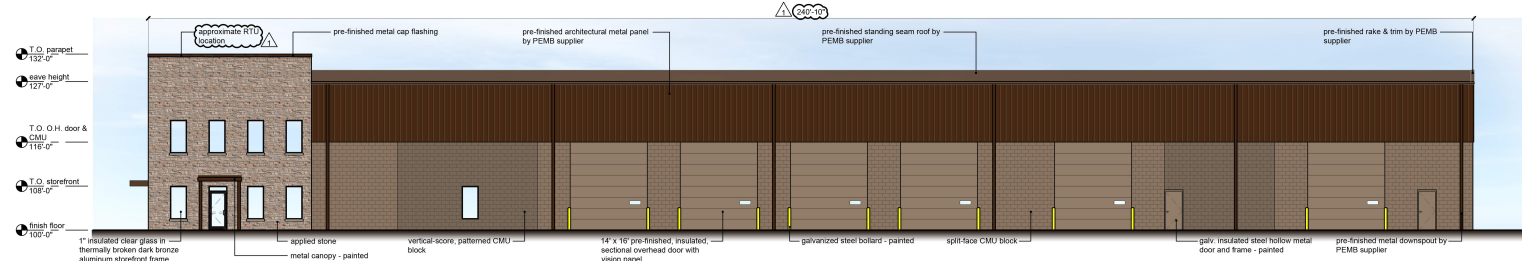 1 240'-10"
approximate RTU
location 1
pre-finished metal cap flashing
pre-finished architectural metal panel
by PEMB supplier
pre-finished standing seam roof by
PEMB supplier
pre-finished rake & trim by PEMB
supplier
T.O. parapet
132'-0"
eave height
127'-0"
T.O. O.H. door &
CMU
116'-0"
T.O. storefront
108'-0"
finish floor
100'-0"
1" insulated clear glass in
thermally broken dark bronze
aluminum storefront frame
applied stone
metal canopy - painted
vertical-score, patterned CMU
block
14' x 16' pre-finished, insulated,
sectional overhead door with
vision panel
galvanized steel bollard - painted
split-face CMU block
galv. insulated steel hollow metal
door and frame - painted
pre-finished metal downspout by
PEMB supplier